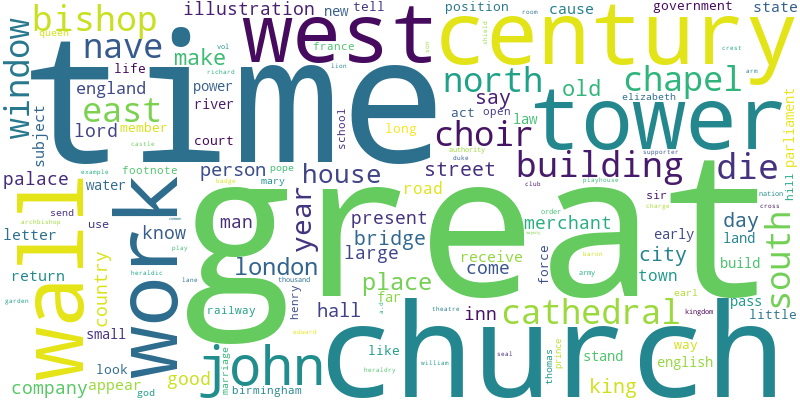 illustration new tell position cause government state
bishop queen west century
window nave france room shield crest arm
time make vol richard lion son north chapel
england life power river say old elizabeth
east subject lord member court school long act open law tower parliament
castle choir authority duke supporter
palace footnote person pope house street building die hill
example water mary badge road club playhouse nation
wall work great sir charge cross
archbishop send use man year present merchant order early day south
letter know play bridge large receive come force city land
return heraldic london place army baron town build
country lane thousand far a.d.
garden railway henry hall inn cathedral earl pass
small edward theatre kingdom little
look john church
like thomas prince stand way english
company appear good marriage william seal king
god birmingham heraldry